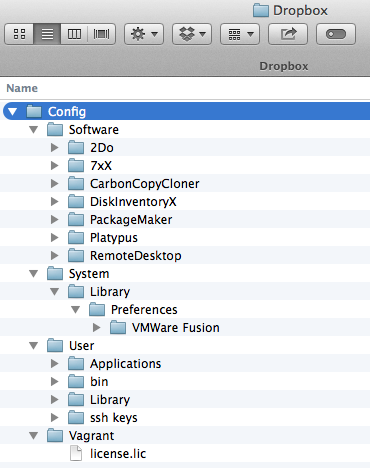 Dropbox
Dropbox
Name
Config
Software
2Do
7xX
CarbonCopyCloner
DiskInventoryX
PackageMaker
Platypus
RemoteDesktop
System
Library
Preferences
VMWare Fusion
User
Applications
bin
Library
ssh keys
Vagrant
license.lic